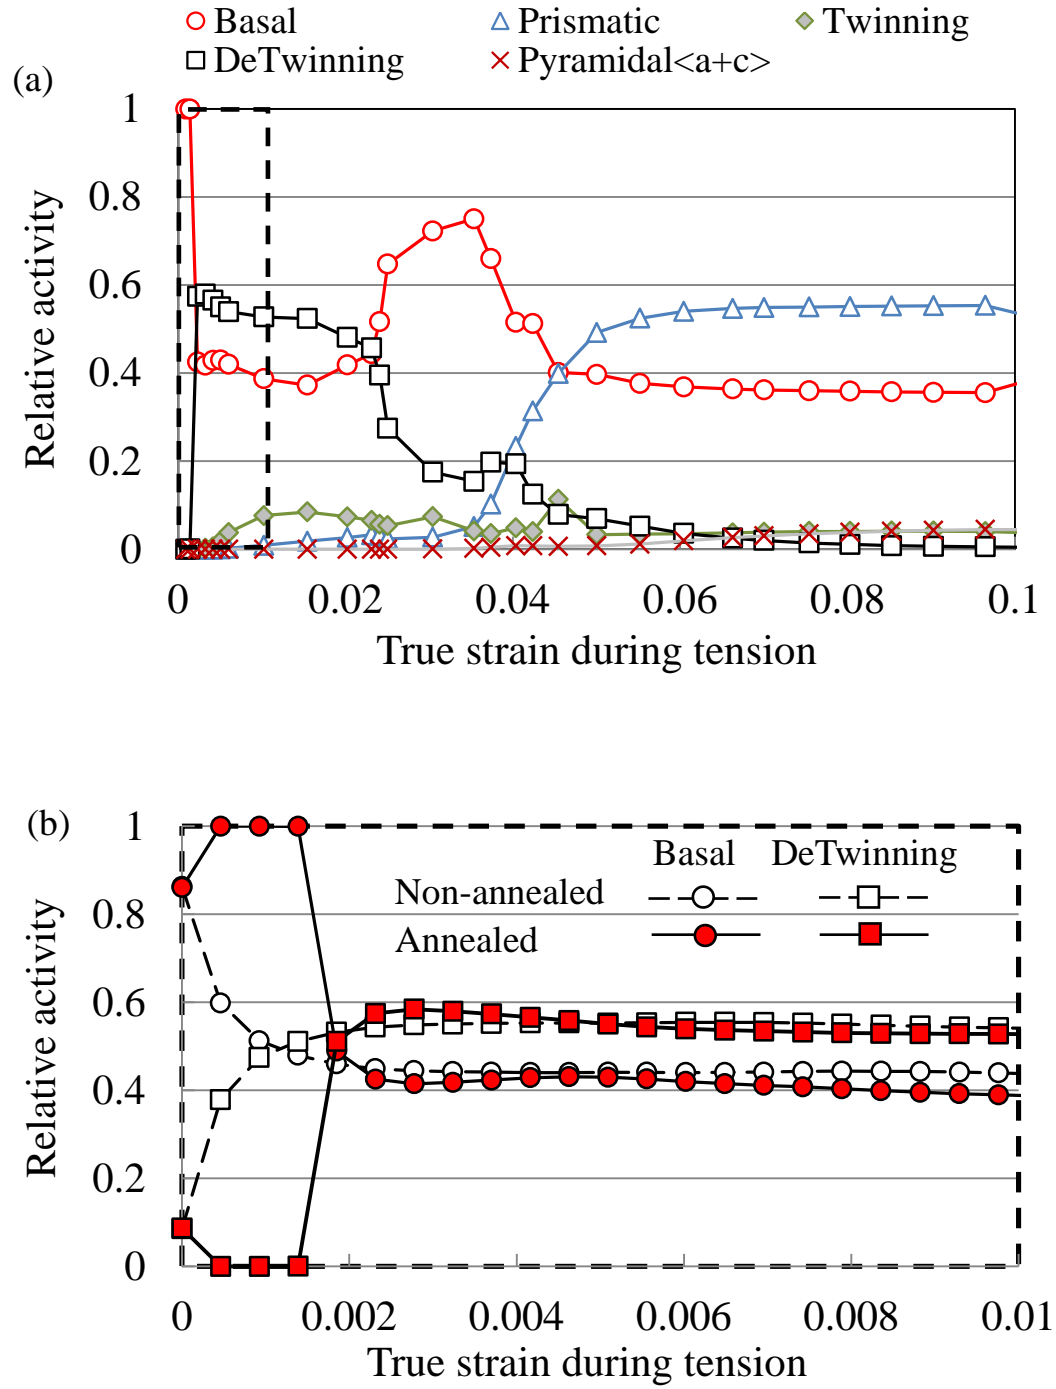 Basal Prismatic Twinning
DeTwinning Pyramidal<a+c>
(a)
1
0.8
0.6
0.4
0.2
0
Relative activity
0 0.02 0.04 0.06 0.08 0.1
True strain during tension
(b)
1
0.8
0.6
0.4
0.2
0
Relative activity
Basal DeTwinning
Non-annealed
Annealed
0 0.002 0.004 0.006 0.008 0.01
True strain during tension